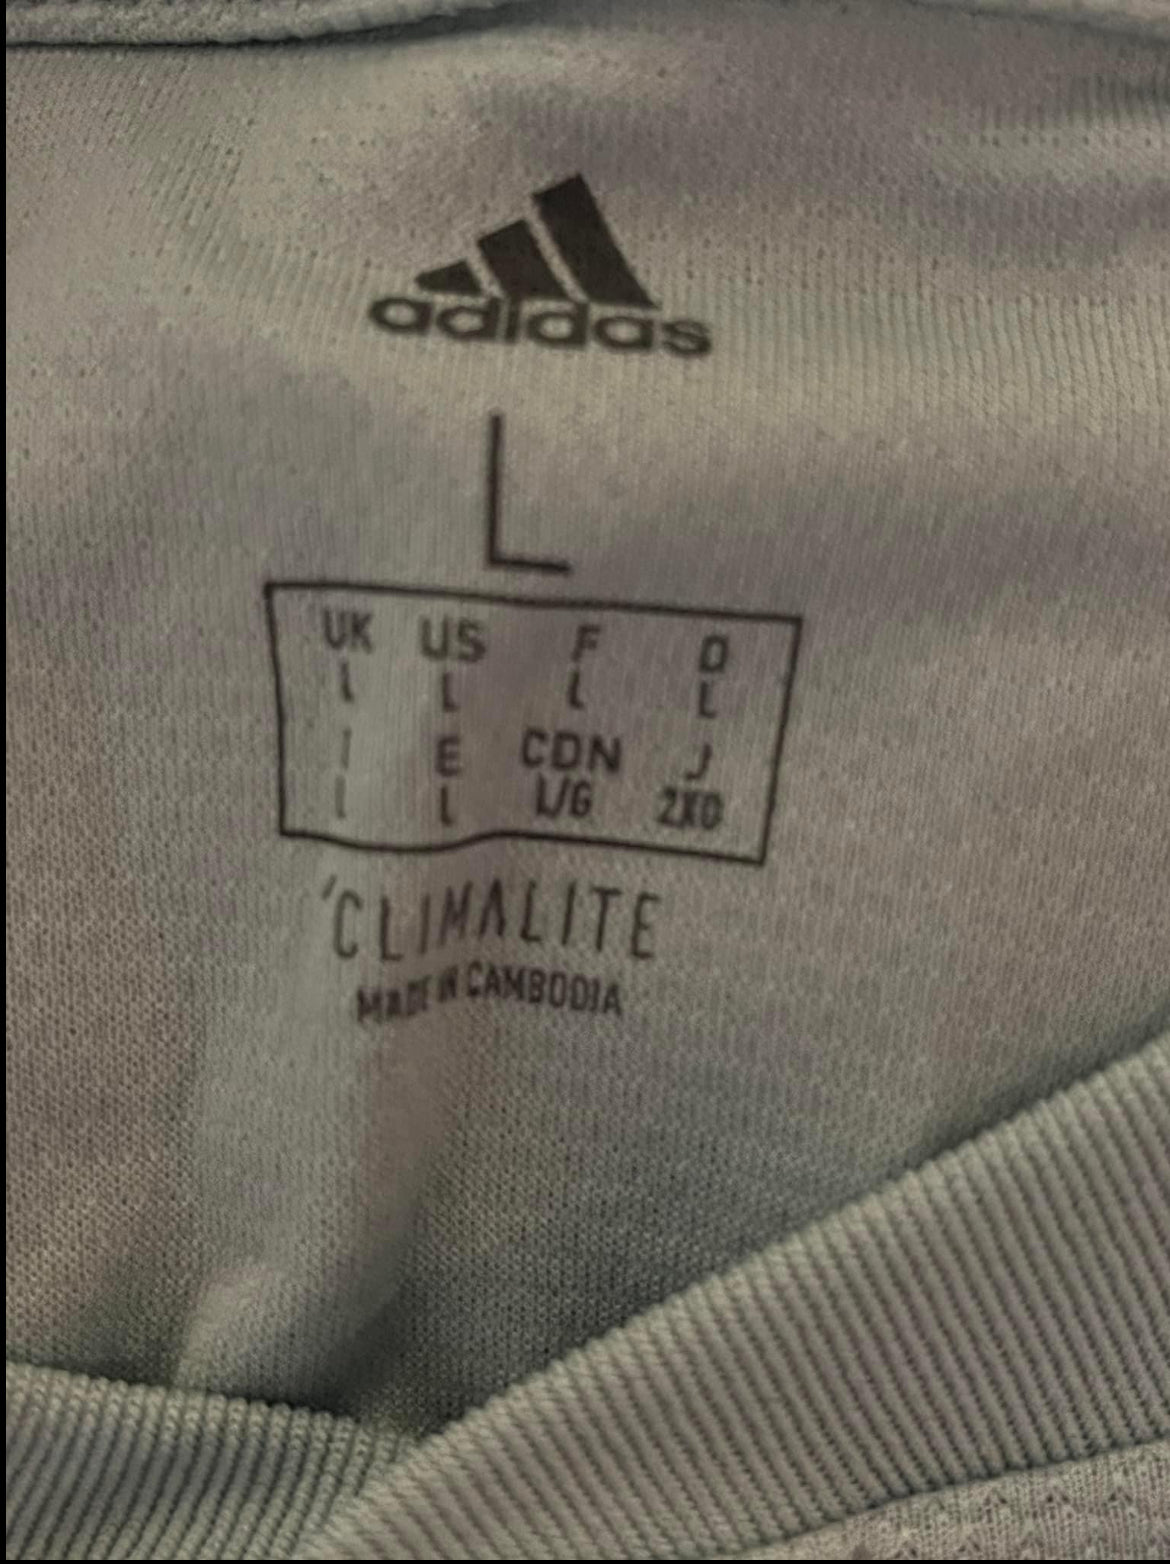 adidas
L
UK US F D
L L L L
I E CDN J
L L L/G 2XO
CLIMALITE
MADE IN CAMBODIA